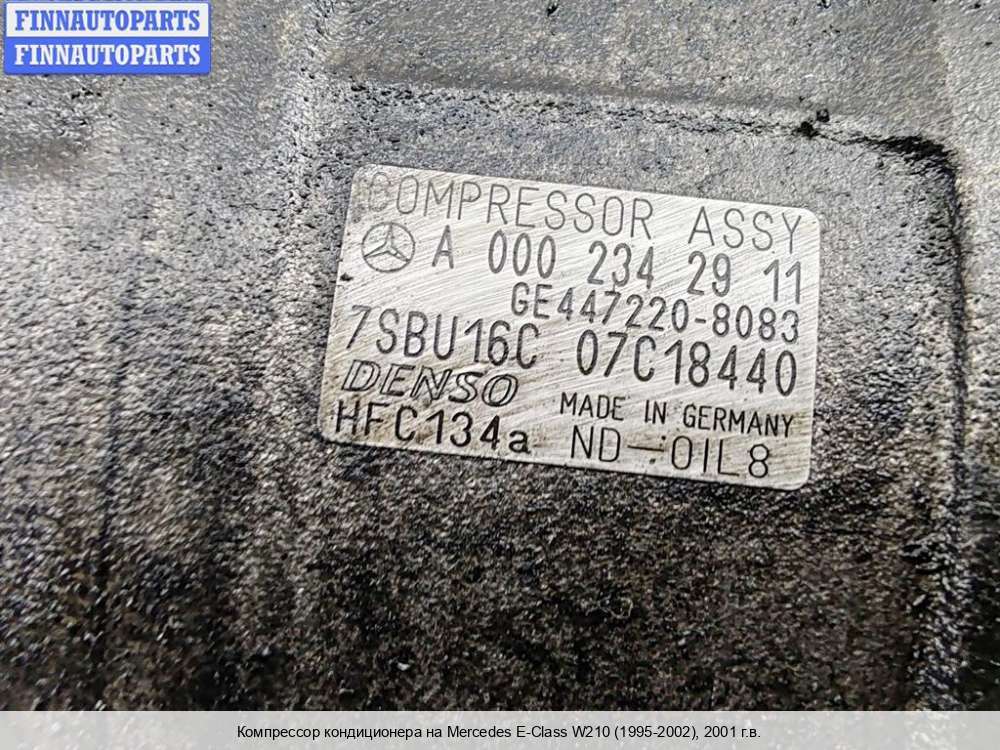 FINNAUTOPARTS
FINNAUTOPARTS
COMPRESSOR ASSY
A 000 234 29 11
GE447220-8083
7SBU16C 07C18440
DENSO MADE IN GERMANY
HFC134a ND-OIL8
Компрессор кондиционера на Mercedes E-Class W210 (1995-2002), 2001 г.в.